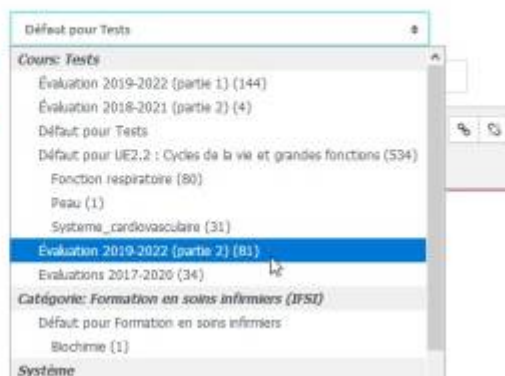 Défaut pour Tests
Cours: Tests
Évaluation 2019-2022 (partie 1) (144)
Évaluation 2018-2021 (partie 2) (4)
Défaut pour Tests
Défaut pour UE2.2 : Cycles de la vie et grandes fonctions (534)
Fonction respiratoire (80)
Peau (1)
Systeme_cardiovasculaire (31)
Évaluation 2019-2022 (partie 2) (81)
Evaluations 2017-2020 (34)
Catégorie: Formation en soins infirmiers (IFSI)
Défaut pour Formation en soins infirmiers
Biochimie (1)
Système